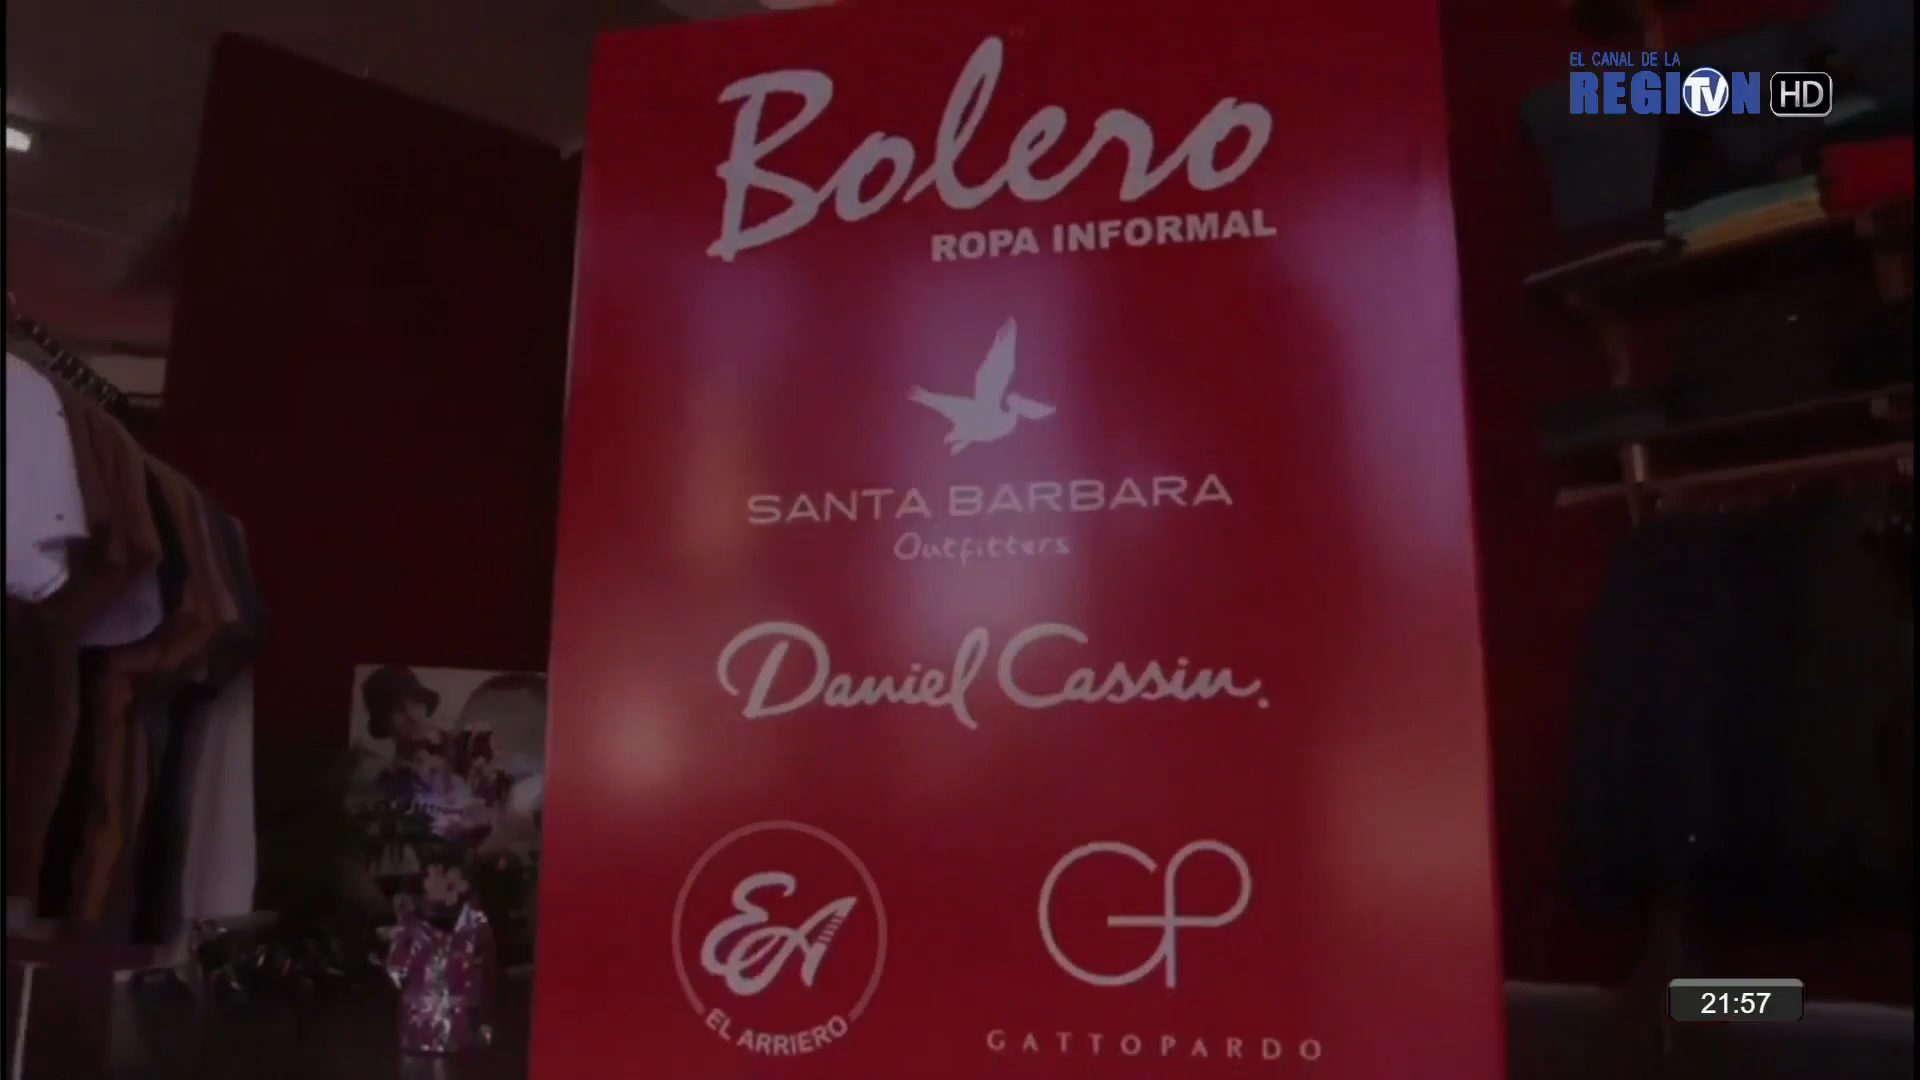 EL CANAL DE LA
REGIÓN TV HD
Bolero
ROPA INFORMAL
SANTA BARBARA
Outfitters
Daniel Cassin.
EA
EL ARRIERO
GP
GATTOPARDO
21:57